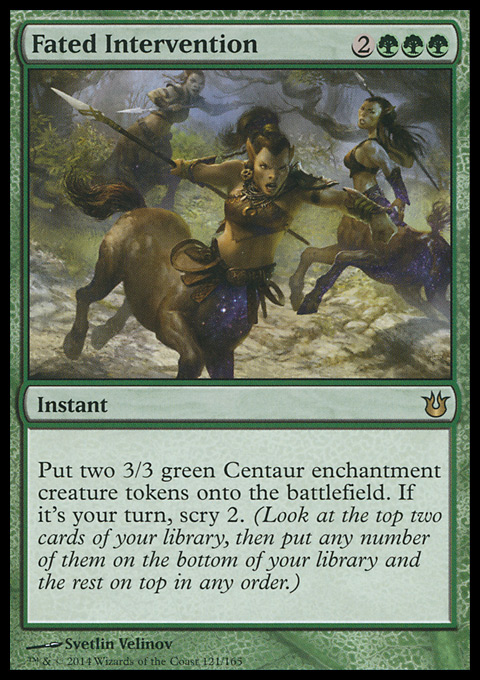 Fated Intervention 2
Instant
Put two 3/3 green Centaur enchantment
creature tokens onto the battlefield. If
it's your turn, scry 2. (Look at the top two
cards of your library, then put any number
of them on the bottom of your library and
the rest on top in any order.)
Svetlin Velinov
™ & © 2014 Wizards of the Coast 121/165